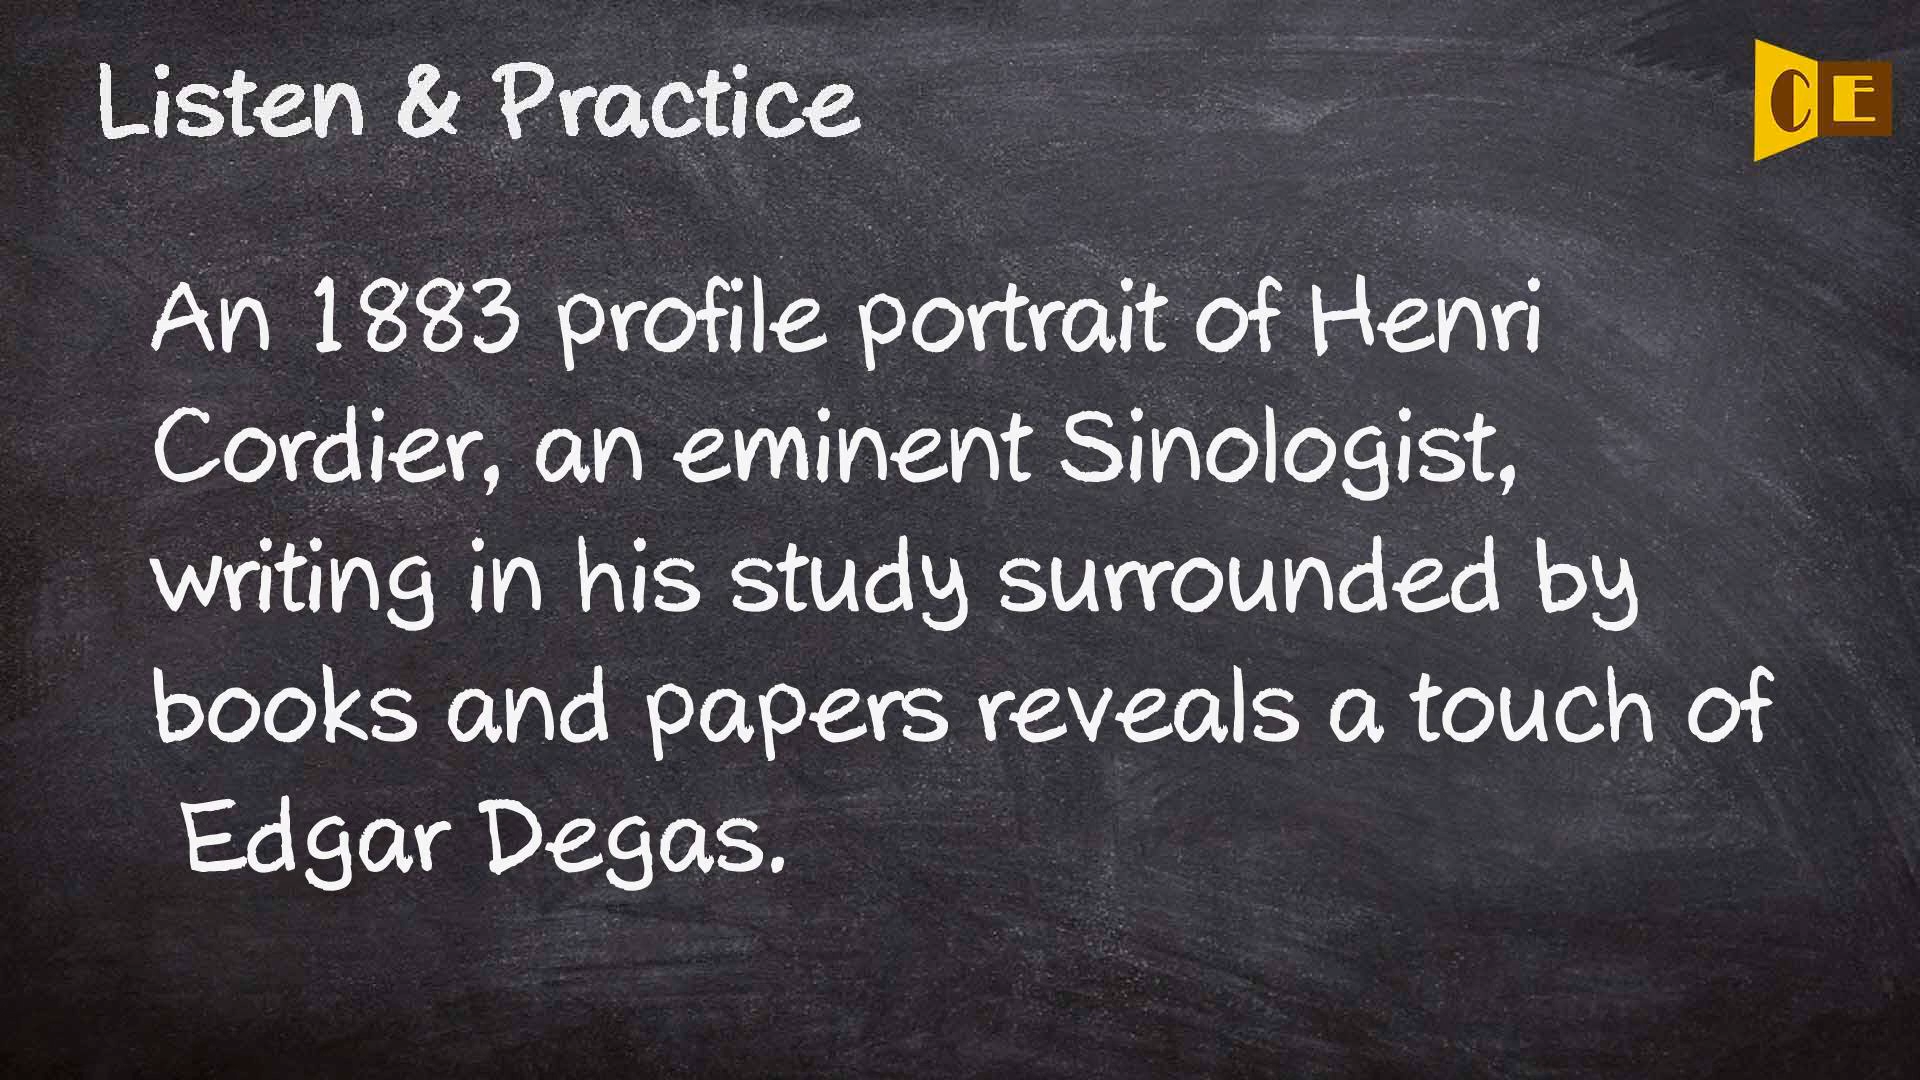 Listen & Practice
CE
An 1883 profile portrait of Henri
Cordier, an eminent Sinologist,
writing in his study surrounded by
books and papers reveals a touch of
Edgar Degas.